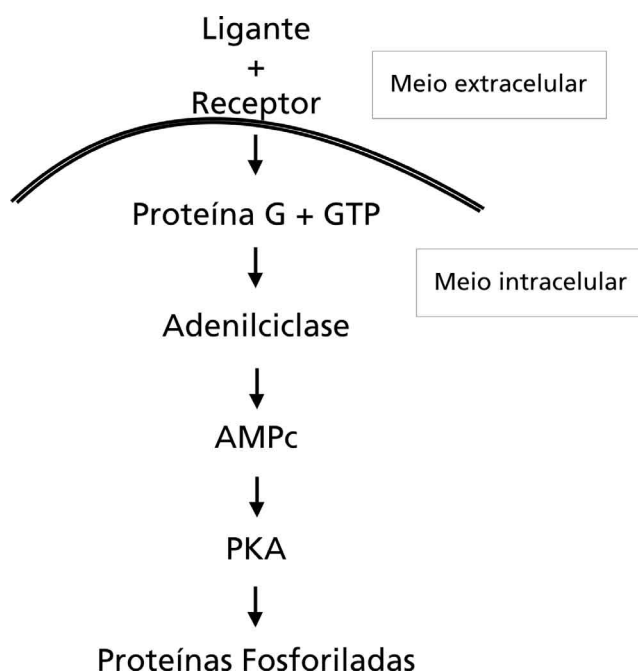 Ligante
+
Receptor
Meio extracelular
Proteína G + GTP
Meio intracelular
Adenilciclase
AMPc
PKA
Proteínas Fosforiladas